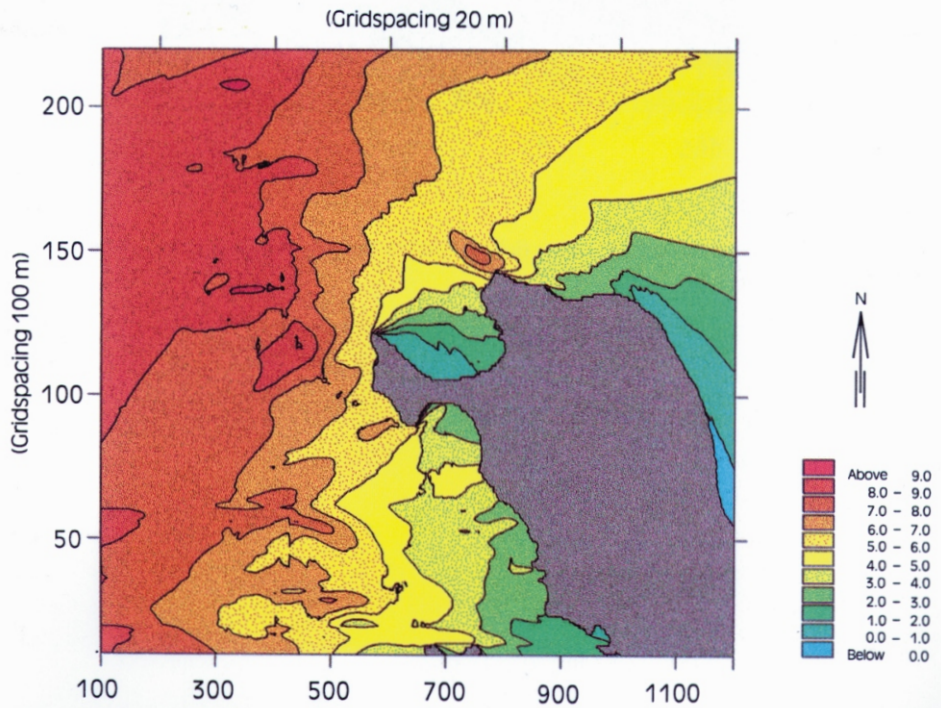 (Gridspacing 20 m)
(Gridspacing 100 m)
200
150
100
50
100 300 500 700 900 1100
N
Above 9.0
8.0 - 9.0
7.0 - 8.0
6.0 - 7.0
5.0 - 6.0
4.0 - 5.0
3.0 - 4.0
2.0 - 3.0
1.0 - 2.0
0.0 - 1.0
Below 0.0